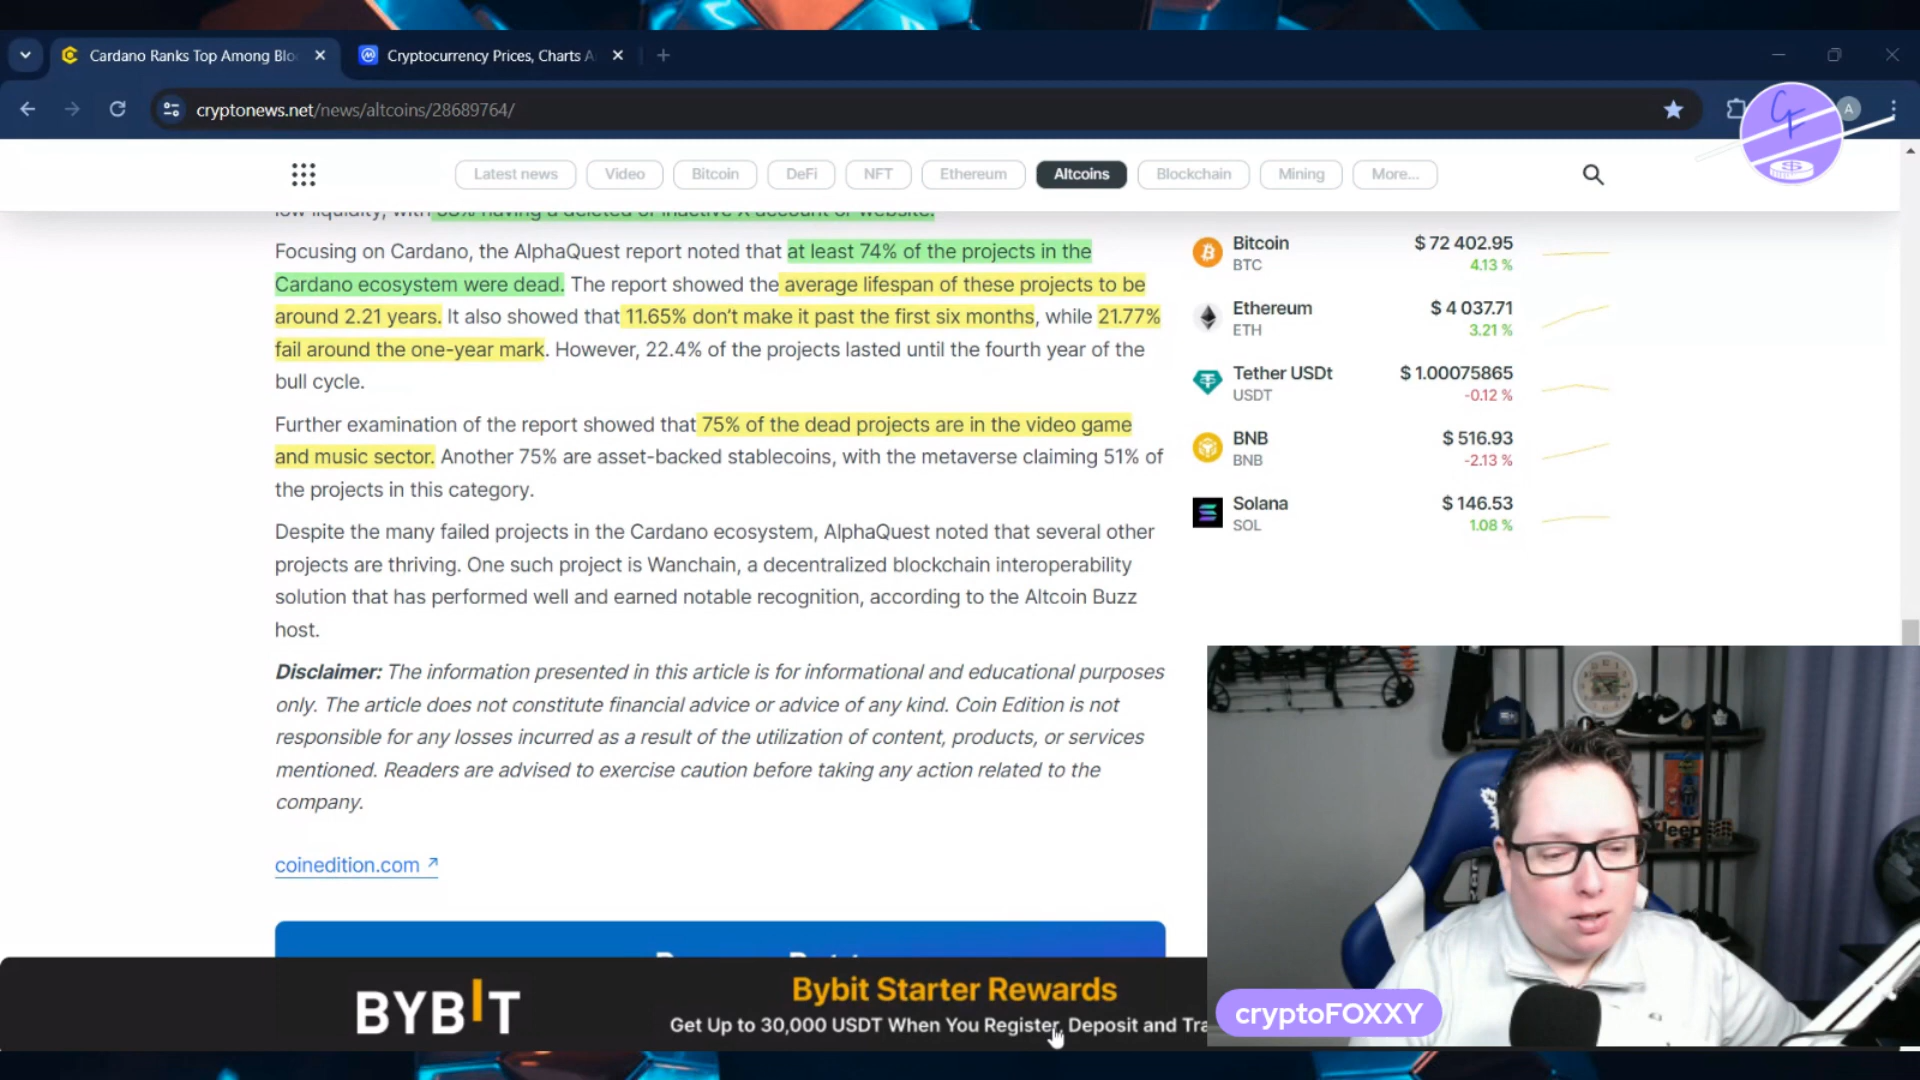 Cardano Ranks Top Among Blo
Cryptocurrency Prices, Charts A
cryptonews.net/news/altcoins/28689764/
A
CF
Latest news
Video
Bitcoin
DeFi
NFT
Ethereum
Altcoins
Blockchain
Mining
More...
low liquidity, with 58% having a deleted or inactive X account or website.
Focusing on Cardano, the AlphaQuest report noted that at least 74% of the projects in the
Cardano ecosystem were dead. The report showed the average lifespan of these projects to be
around 2.21 years. It also showed that 11.65% don't make it past the first six months, while 21.77%
fail around the one-year mark. However, 22.4% of the projects lasted until the fourth year of the
bull cycle.
Further examination of the report showed that 75% of the dead projects are in the video game
and music sector. Another 75% are asset-backed stablecoins, with the metaverse claiming 51% of
the projects in this category.
Despite the many failed projects in the Cardano ecosystem, AlphaQuest noted that several other
projects are thriving. One such project is Wanchain, a decentralized blockchain interoperability
solution that has performed well and earned notable recognition, according to the Altcoin Buzz
host.
Disclaimer: The information presented in this article is for informational and educational purposes
only. The article does not constitute financial advice or advice of any kind. Coin Edition is not
responsible for any losses incurred as a result of the utilization of content, products, or services
mentioned. Readers are advised to exercise caution before taking any action related to the
company.
coinedition.com
Bitcoin $ 72 402.95
BTC 4.13 %
Ethereum $ 4 037.71
ETH 3.21 %
Tether USDt $ 1.00075865
USDT -0.12 %
BNB $ 516.93
BNB -2.13 %
Solana $ 146.53
SOL 1.08 %
Jeep
BYBIT
Bybit Starter Rewards
Get Up to 30,000 USDT When You Register, Deposit and Tra
cryptoFOXXY